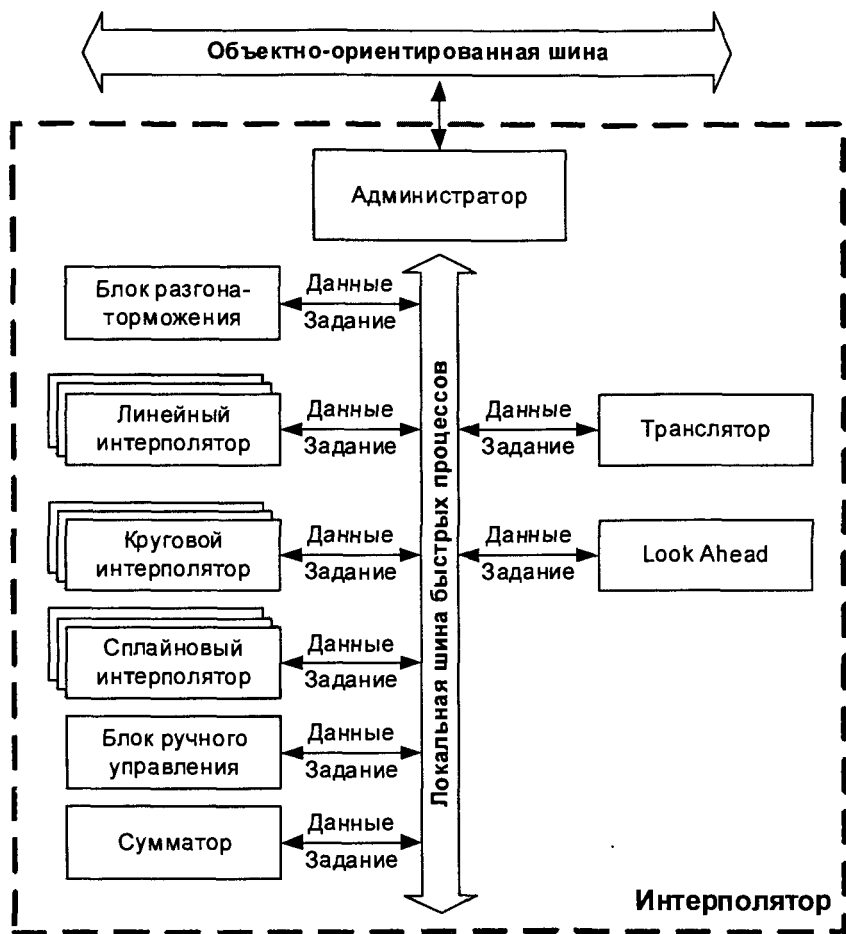 Объектно-ориентированная шина
Администратор
Блок разгона-
торможения
Данные
Задание
Линейный
интерполятор
Данные
Задание
Данные
Задание
Транслятор
Круговой
интерполятор
Данные
Задание
Данные
Задание
Look Ahead
Сплайновый
интерполятор
Данные
Задание
Блок ручного
управления
Данные
Задание
Сумматор
Данные
Задание
Локальная шина быстрых процессов
Интерполятор